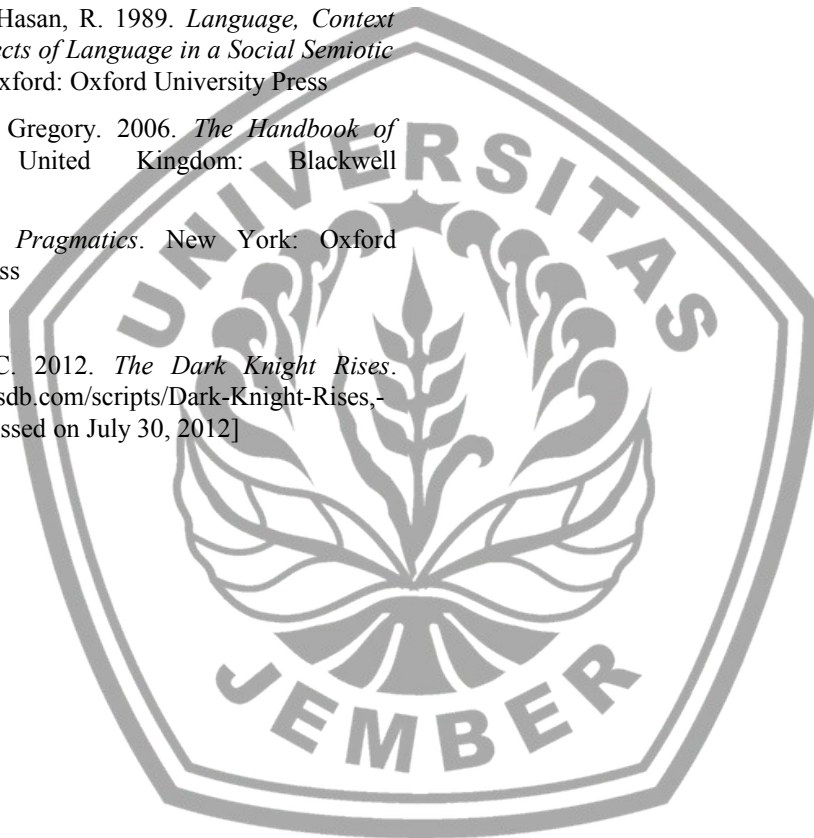 Hasan, R. 1989. Language, Context
ects of Language in a Social Semiotic
xford: Oxford University Press
Gregory. 2006. The Handbook of
United Kingdom: Blackwell
Pragmatics. New York: Oxford
ss
C. 2012. The Dark Knight Rises.
sdb.com/scripts/Dark-Knight-Rises,-
ssed on July 30, 2012]
UNIVERSITAS
JEMBER